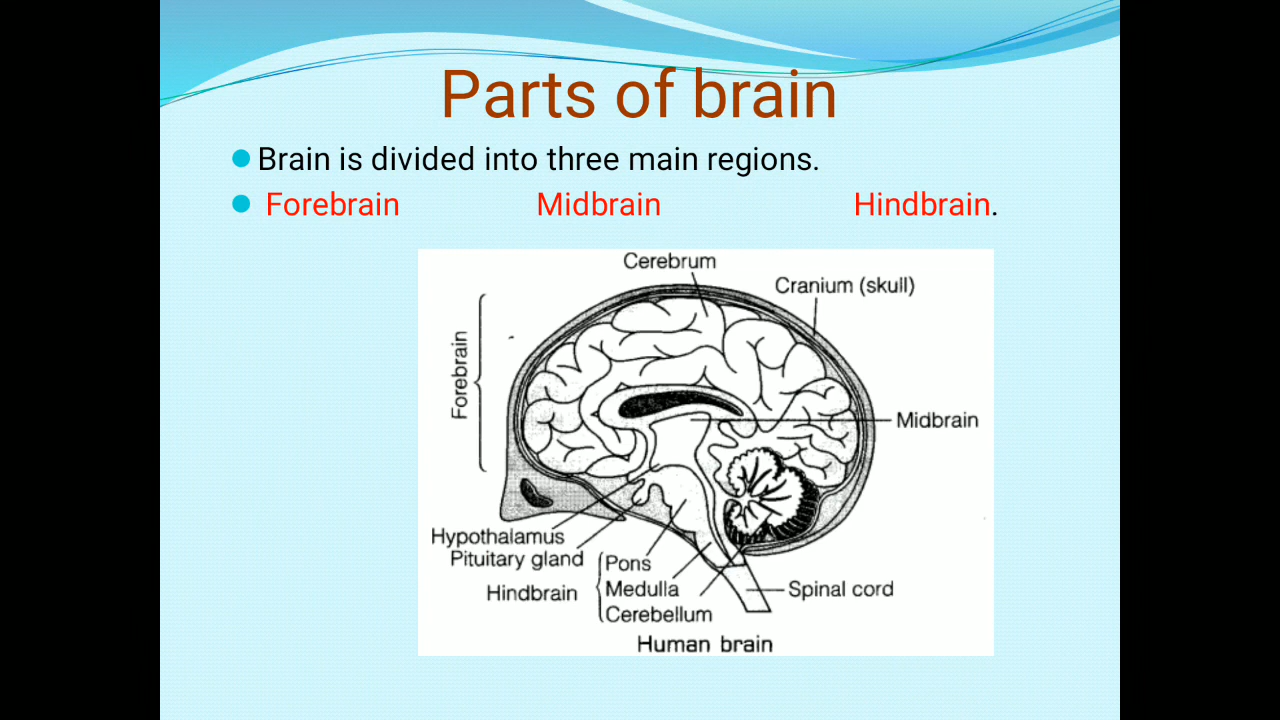 Parts of brain
Brain is divided into three main regions.
Forebrain Midbrain Hindbrain.
Cerebrum
Cranium (skull)
Forebrain
Midbrain
Hypothalamus
Pituitary gland
Hindbrain
Pons
Medulla
Cerebellum
Spinal cord
Human brain